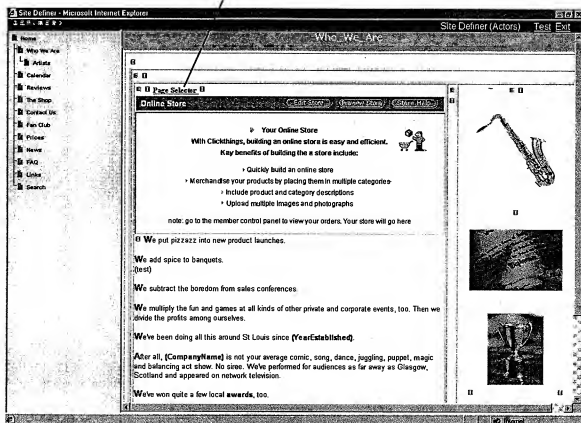 Site Definer - Microsoft Internet Explorer
Site Definer (Actors) Test Exit
Home
Who We Are
Artists
Calendar
Reviews
The Shop
Contact Us
Fan Club
Prices
News
FAQ
Links
Search
Who_We_Are
Page Selector
Online Store
Edit Store
Preview Store
Store Help
Your Online Store
With Clickthings, building an online store is easy and efficient.
Key benefits of building the a store include:
› Quickly build an online store
› Merchandise your products by placing them in multiple categories
› Include product and category descriptions
› Upload multiple images and photographs
note: go to the member control panel to view your orders. Your store will go here
We put pizzazz into new product launches.
We add spice to banquets.
(test)
We subtract the boredom from sales conferences.
We multiply the fun and games at all kinds of other private and corporate events, too. Then we
divide the profits among ourselves.
We've been doing all this around St Louis since {YearEstablished}.
After all, {CompanyName} is not your average comic, song, dance, juggling, puppet, magic
and balancing act show. No siree. We've performed for audiences as far away as Glasgow,
Scotland and appeared on network television.
We've won quite a few local awards, too.